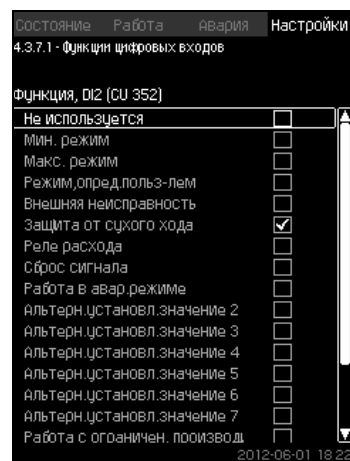 Состояние Работа Авария Настройки
4.3.7.1 - Функции цифровых входов
Функция, DI2 (CU 352)
Не используется
Мин. режим
Макс. режим
Режим,опред.польз-лем
Внешняя неисправность
Защита от сухого хода
Реле расхода
Сброс сигнала
Работа в авар.режиме
Альтерн.установл.значение 2
Альтерн.установл.значение 3
Альтерн.установл.значение 4
Альтерн.установл.значение 5
Альтерн.установл.значение 6
Альтерн.установл.значение 7
Работа с ограничен. производ
2012-06-01 18:22